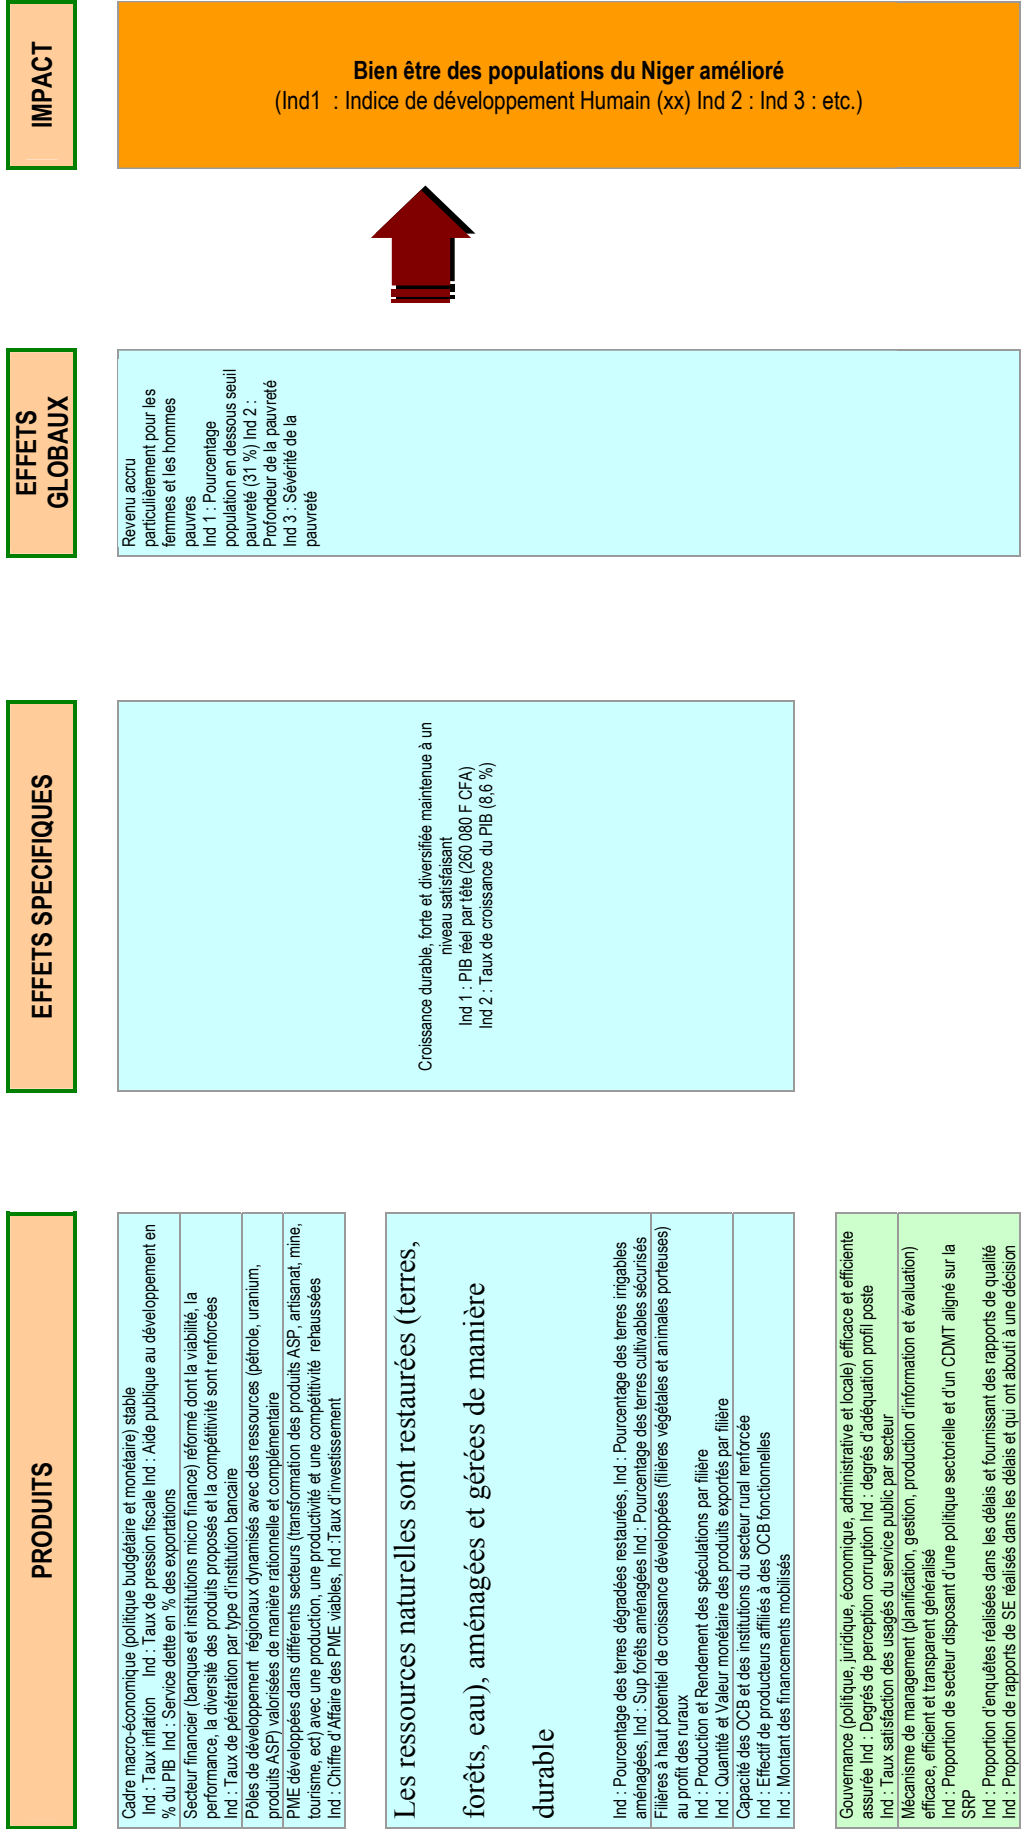 IMPACT
Bien être des populations du Niger amélioré
(Ind1 : Indice de développement Humain (xx) Ind 2 : Ind 3 : etc.)
EFFETS
GLOBAUX
Revenu accru
particulièrement pour les
femmes et les hommes
pauvres
Ind 1 : Pourcentage
population en dessous seuil
pauvreté (31 %) Ind 2 :
Profondeur de la pauvreté
Ind 3 : Sévérité de la
pauvreté
EFFETS SPECIFIQUES
Croissance durable, forte et diversifiée maintenue à un
niveau satisfaisant
Ind 1 : PIB réel par tête (260 080 F CFA)
Ind 2 : Taux de croissance du PIB (8,6 %)
PRODUITS
Cadre macro-économique (politique budgétaire et monétaire) stable
Ind : Taux inflation Ind : Taux de pression fiscale Ind : Aide publique au développement en
% du PIB Ind : Service dette en % des exportations
Secteur financier (banques et institutions micro finance) réformé dont la viabilité, la
performance, la diversité des produits proposés et la compétitivité sont renforcées
Ind : Taux de pénétration par type d'institution bancaire
Pôles de développement régionaux dynamisés avec des ressources (pétrole, uranium,
produits ASP) valorisées de manière rationnelle et complémentaire
PME développées dans différents secteurs (transformation des produits ASP, artisanat, mine,
tourisme, ect) avec une production, une productivité et une compétitivité rehaussées
Ind : Chiffre d'Affaire des PME viables, Ind :Taux d'investissement
Les ressources naturelles sont restaurées (terres,
forêts, eau), aménagées et gérées de manière
durable
Ind : Pourcentage des terres dégradées restaurées, Ind : Pourcentage des terres irrigables
aménagées, Ind : Sup forêts aménagées Ind : Pourcentage des terres cultivables sécurisés
Filières à haut potentiel de croissance développées (filières végétales et animales porteuses)
au profit des ruraux
Ind : Production et Rendement des spéculations par filière
Ind : Quantité et Valeur monétaire des produits exportés par filière
Capacité des OCB et des institutions du secteur rural renforcée
Ind : Effectif de producteurs affiliés à des OCB fonctionnelles
Ind : Montant des financements mobilisés
Gouvernance (politique, juridique, économique, administrative et locale) efficace et efficiente
assurée Ind : Degrés de perception corruption Ind : degrés d'adéquation profil poste
Ind : Taux satisfaction des usagés du service public par secteur
Mécanisme de management (planification, gestion, production d'information et évaluation)
efficace, efficient et transparent généralisé
Ind : Proportion de secteur disposant d'une politique sectorielle et d'un CDMT aligné sur la
SRP
Ind : Proportion d'enquêtes réalisées dans les délais et fournissant des rapports de qualité
Ind : Proportion de rapports de SE réalisés dans les délais et qui ont abouti à une décision